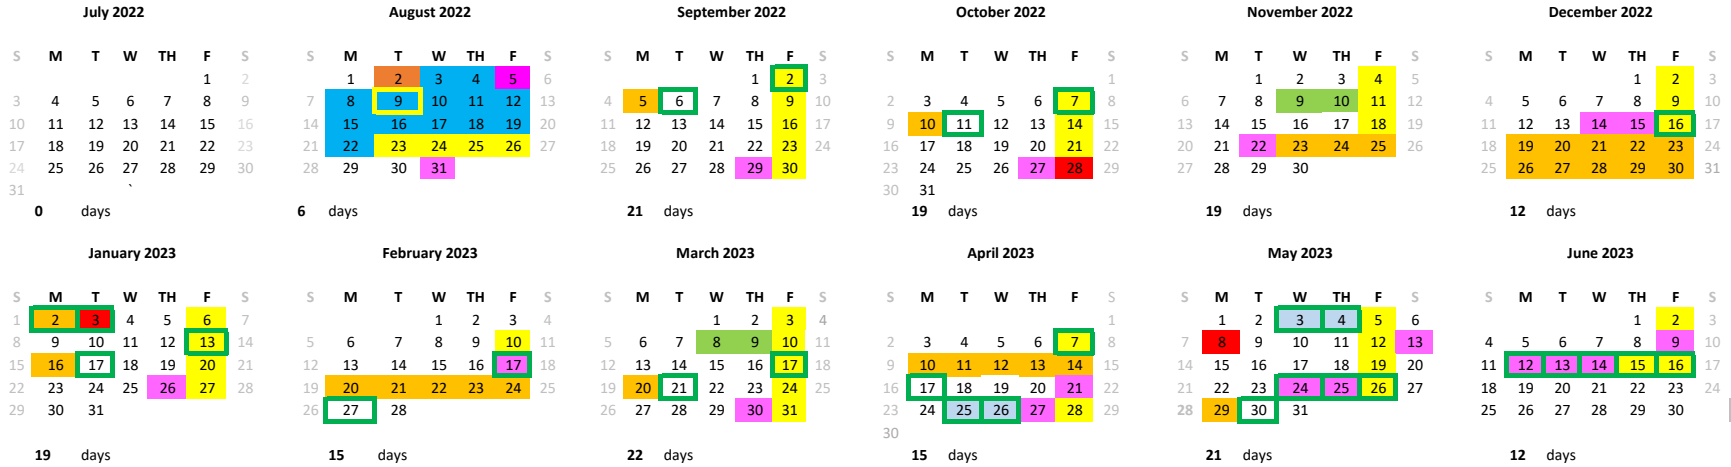 July 2022
S M T W TH F S
1 2
3 4 5 6 7 8 9
10 11 12 13 14 15 16
17 18 19 20 21 22 23
24 25 26 27 28 29 30
31 `
0 days
August 2022
S M T W TH F S
1 2 3 4 5 6
7 8 9 10 11 12 13
14 15 16 17 18 19 20
21 22 23 24 25 26 27
28 29 30 31
6 days
September 2022
S M T W TH F S
1 2 3
4 5 6 7 8 9 10
11 12 13 14 15 16 17
18 19 20 21 22 23 24
25 26 27 28 29 30
21 days
October 2022
S M T W TH F S
1
2 3 4 5 6 7 8
9 10 11 12 13 14 15
16 17 18 19 20 21 22
23 24 25 26 27 28 29
30 31
19 days
November 2022
S M T W TH F S
1 2 3 4 5
6 7 8 9 10 11 12
13 14 15 16 17 18 19
20 21 22 23 24 25 26
27 28 29 30
19 days
December 2022
S M T W TH F S
1 2 3
4 5 6 7 8 9 10
11 12 13 14 15 16 17
18 19 20 21 22 23 24
25 26 27 28 29 30 31
12 days
January 2023
S M T W TH F S
1 2 3 4 5 6 7
8 9 10 11 12 13 14
15 16 17 18 19 20 21
22 23 24 25 26 27 28
29 30 31
19 days
February 2023
S M T W TH F S
1 2 3 4
5 6 7 8 9 10 11
12 13 14 15 16 17 18
19 20 21 22 23 24 25
26 27 28
15 days
March 2023
S M T W TH F S
1 2 3 4
5 6 7 8 9 10 11
12 13 14 15 16 17 18
19 20 21 22 23 24 25
26 27 28 29 30 31
22 days
April 2023
S M T W TH F S
1
2 3 4 5 6 7 8
9 10 11 12 13 14 15
16 17 18 19 20 21 22
23 24 25 26 27 28 29
30
15 days
May 2023
S M T W TH F S
1 2 3 4 5 6
7 8 9 10 11 12 13
14 15 16 17 18 19 20
21 22 23 24 25 26 27
28 29 30 31
21 days
June 2023
S M T W TH F S
1 2 3
4 5 6 7 8 9 10
11 12 13 14 15 16 17
18 19 20 21 22 23 24
25 26 27 28 29 30
12 days